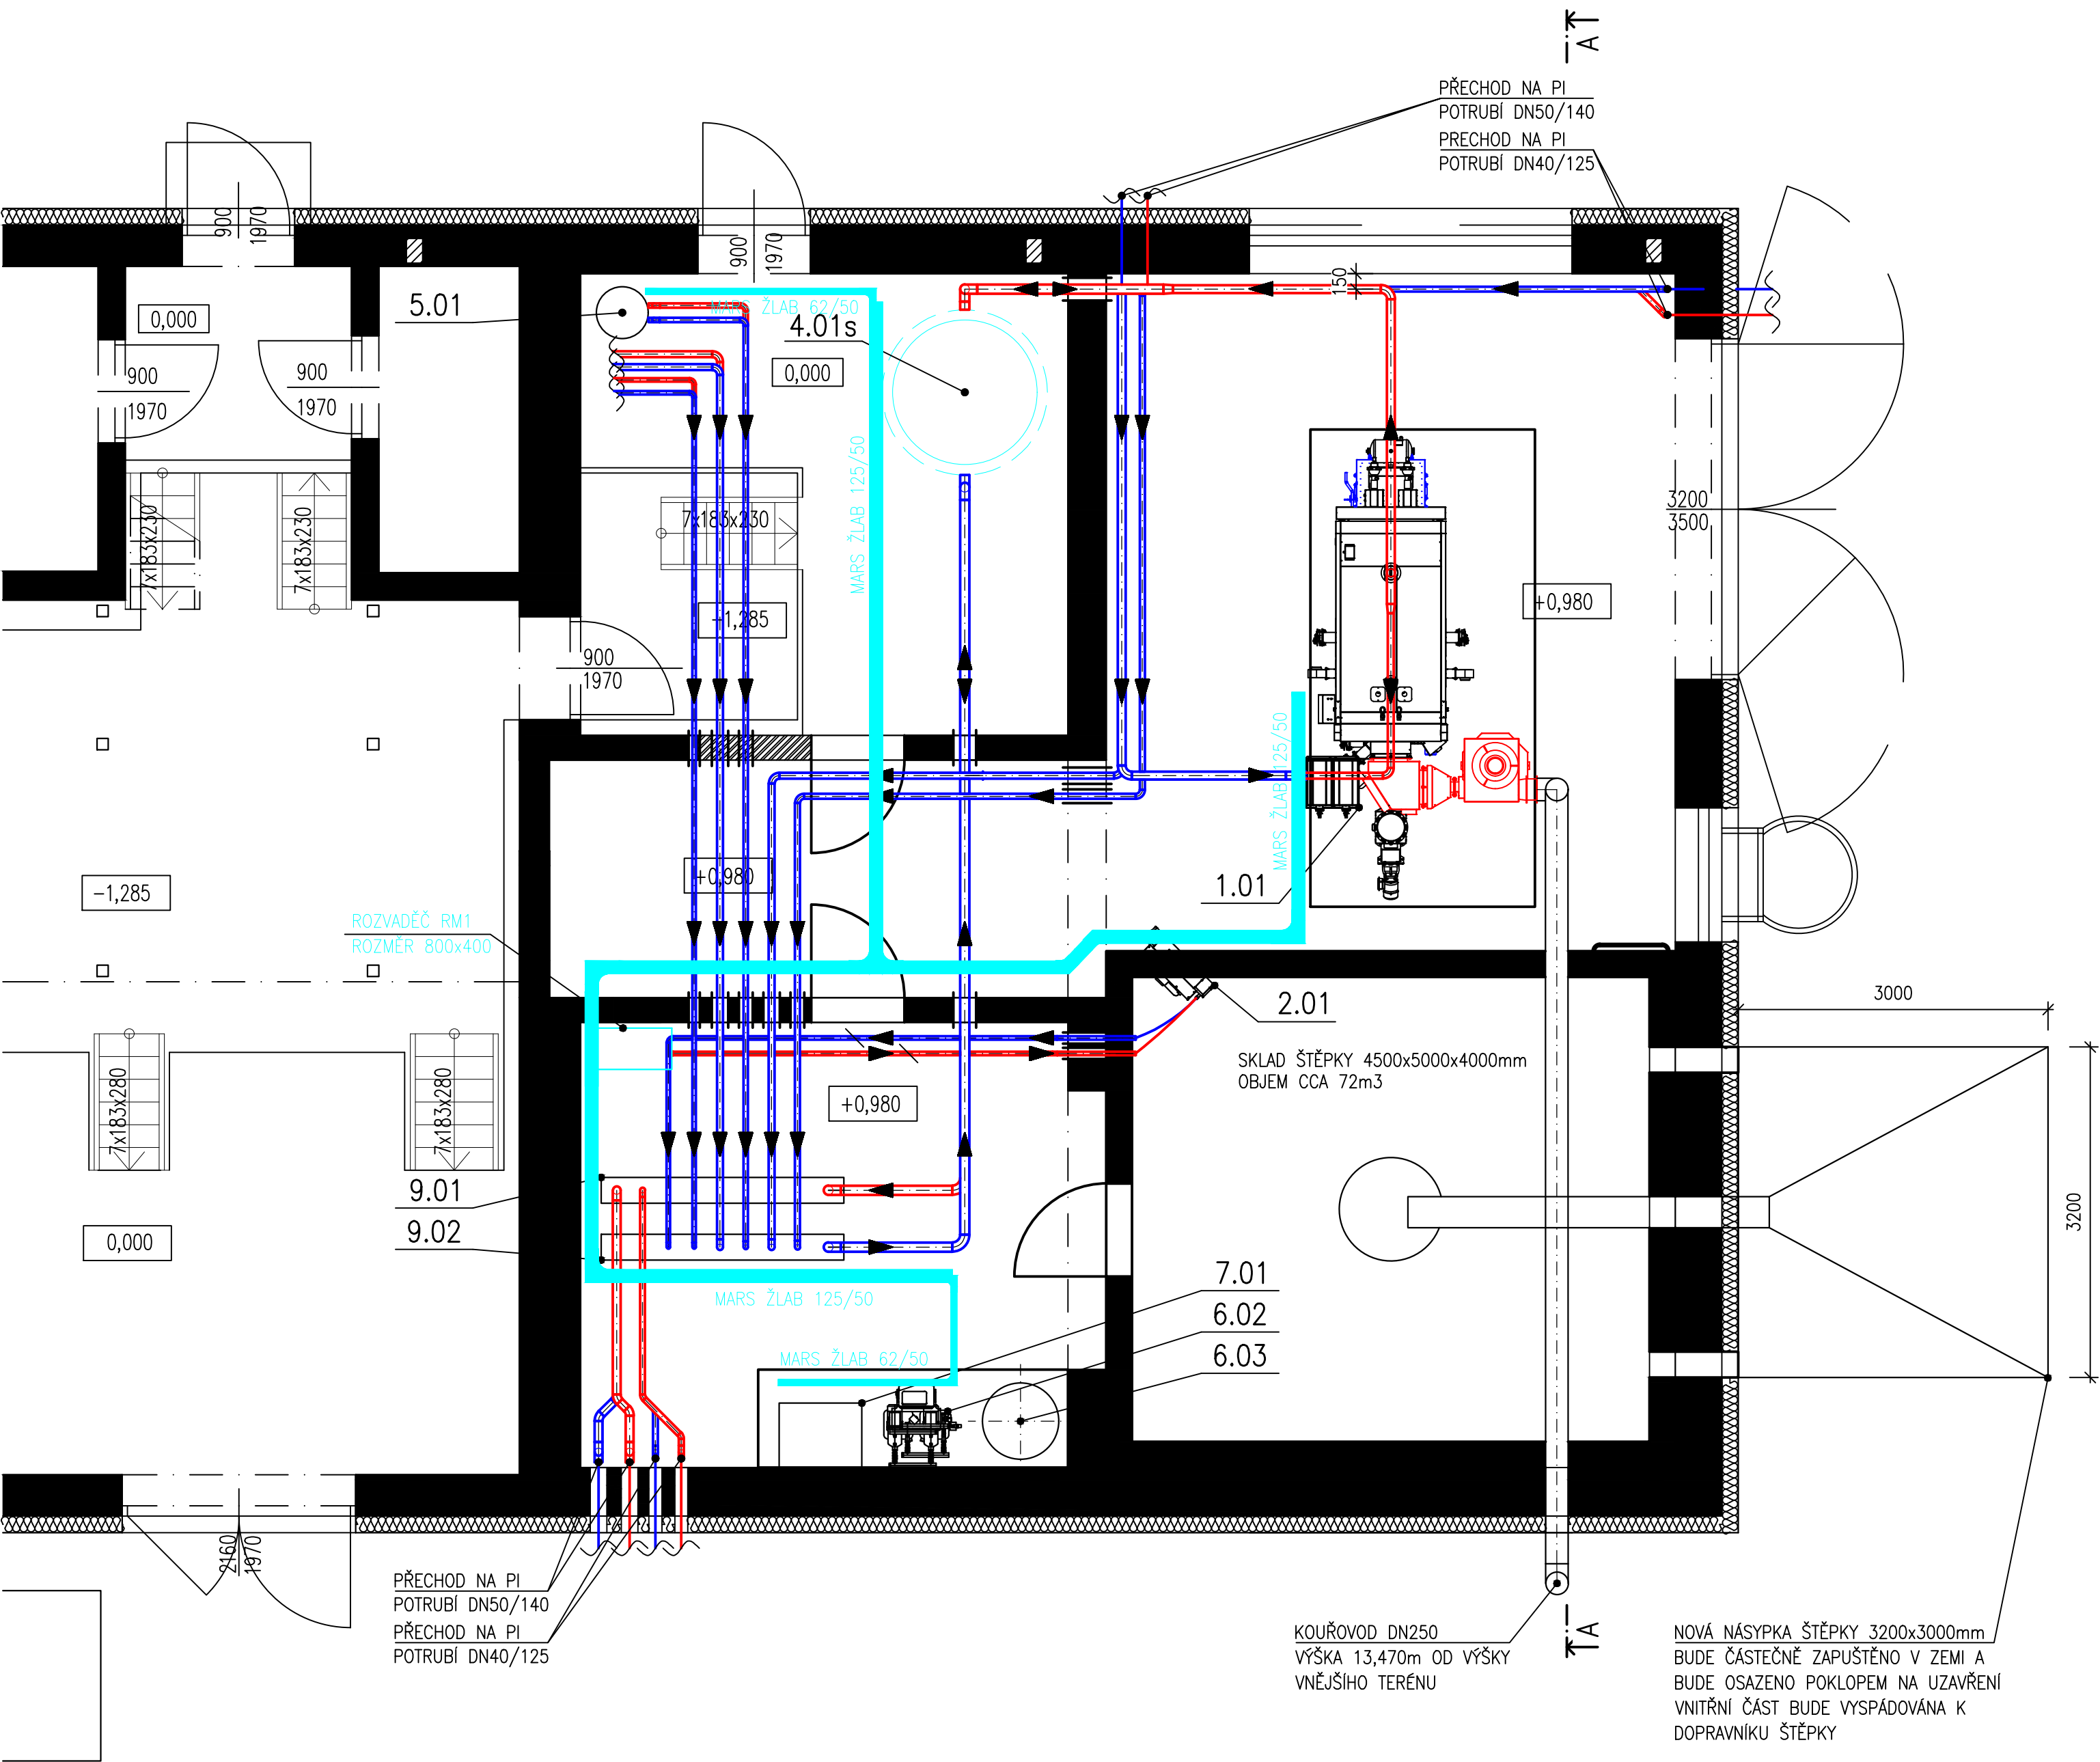 A
PŘECHOD NA PI
POTRUBÍ DN50/140
PRECHOD NA PI
POTRUBÍ DN40/125
900
1970
900
1970
5.01
0,000
MARS ŽLAB 62/50
4.01s
0,000
150
900
1970
900
1970
MARS ŽLAB 125/50
7x183x230
7x183x230
7x183x230
3200
3500
-1,285
+0,980
900
1970
MARS ŽLAB 125/50
+0,980
-1,285
1.01
ROZVADĚČ RM1
ROZMĚR 800x400
2.01
3000
SKLAD ŠTĚPKY 4500x5000x4000mm
OBJEM CCA 72m3
7x183x280
7x183x280
+0,980
9.01
9.02
0,000
3200
7.01
MARS ŽLAB 125/50
6.02
MARS ŽLAB 62/50
6.03
2160
1970
PŘECHOD NA PI
POTRUBÍ DN50/140
PŘECHOD NA PI
POTRUBÍ DN40/125
KOUŘOVOD DN250
VÝŠKA 13,470m OD VÝŠKY
VNĚJŠÍHO TERÉNU
A
NOVÁ NÁSYPKA ŠTĚPKY 3200x3000mm
BUDE ČÁSTEČNĚ ZAPUŠTĚNO V ZEMI A
BUDE OSAZENO POKLOPEM NA UZAVŘENÍ
VNITŘNÍ ČÁST BUDE VYSPÁDOVÁNA K
DOPRAVNÍKU ŠTĚPKY